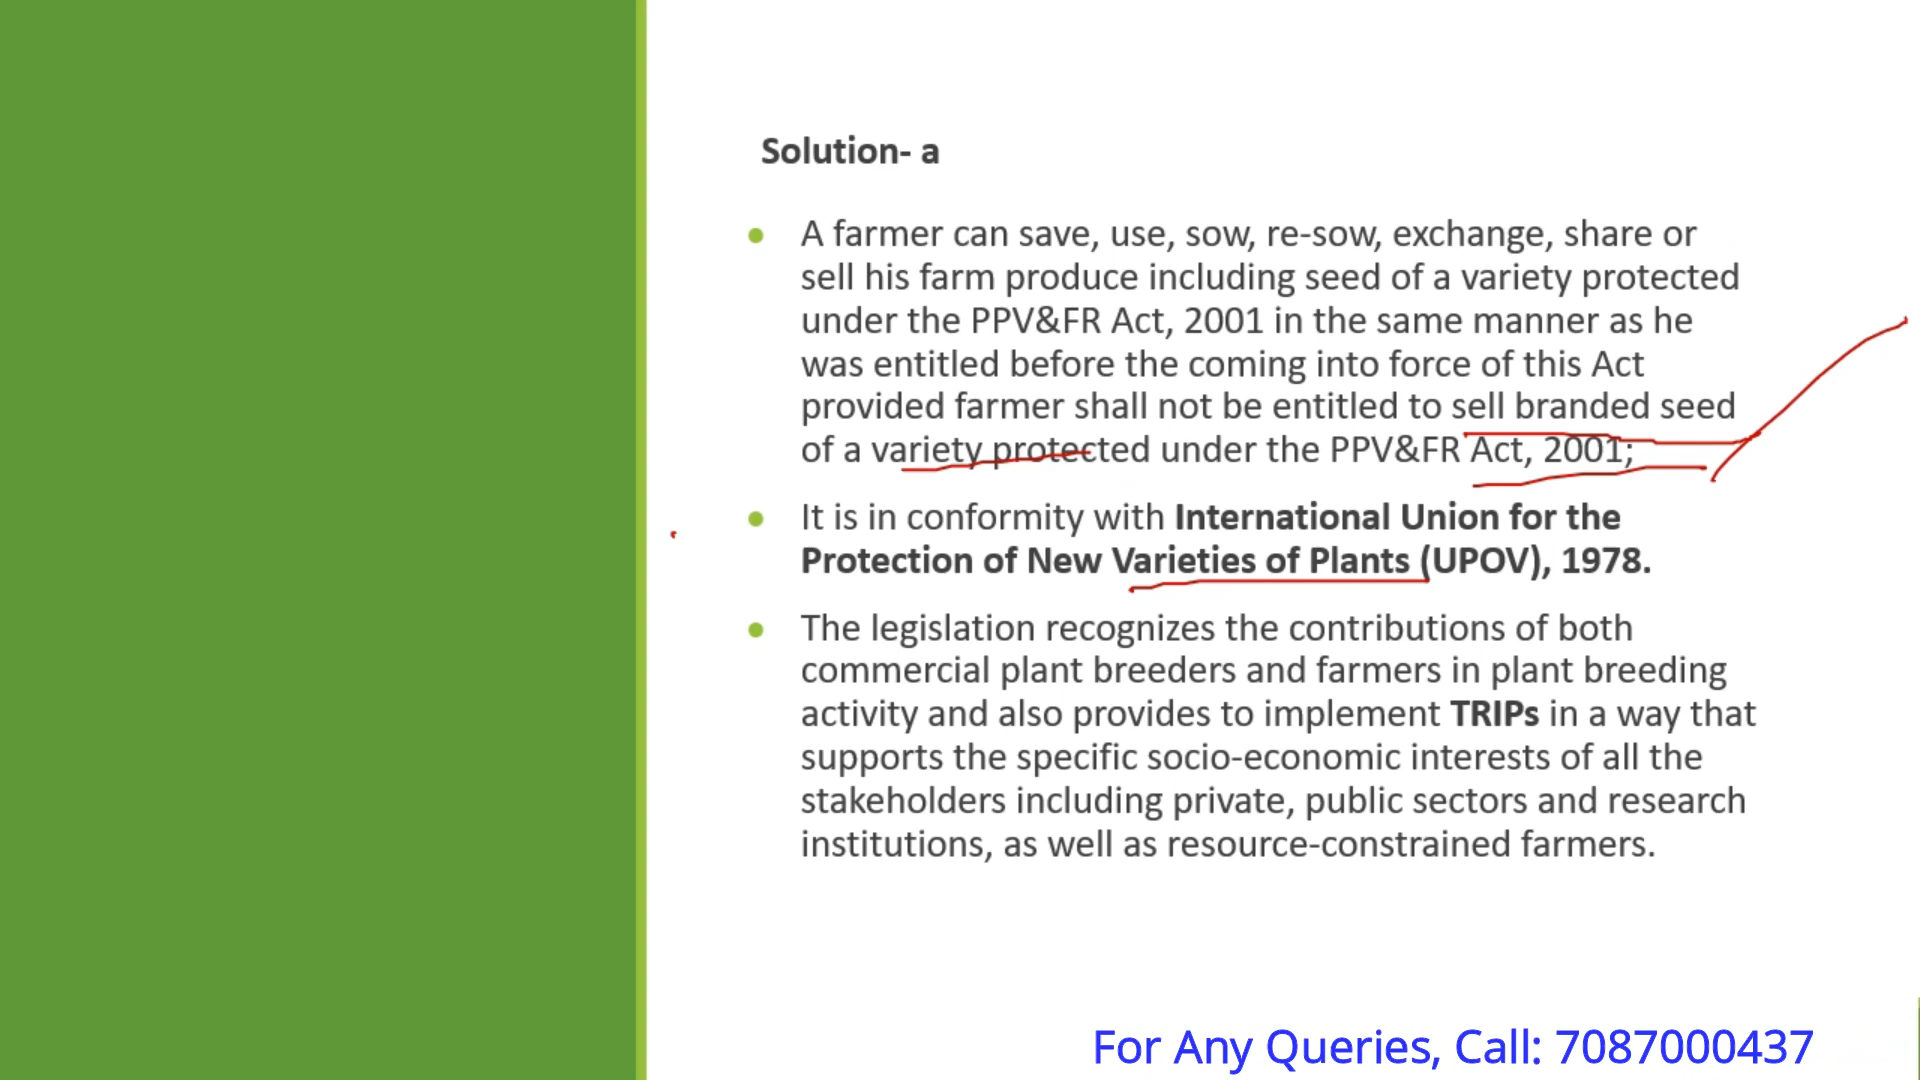 Solution- a
A farmer can save, use, sow, re-sow, exchange, share or
sell his farm produce including seed of a variety protected
under the PPV&FR Act, 2001 in the same manner as he
was entitled before the coming into force of this Act
provided farmer shall not be entitled to sell branded seed
of a variety protected under the PPV&FR Act, 2001;
It is in conformity with International Union for the
Protection of New Varieties of Plants (UPOV), 1978.
The legislation recognizes the contributions of both
commercial plant breeders and farmers in plant breeding
activity and also provides to implement TRIPs in a way that
supports the specific socio-economic interests of all the
stakeholders including private, public sectors and research
institutions, as well as resource-constrained farmers.
For Any Queries, Call: 7087000437